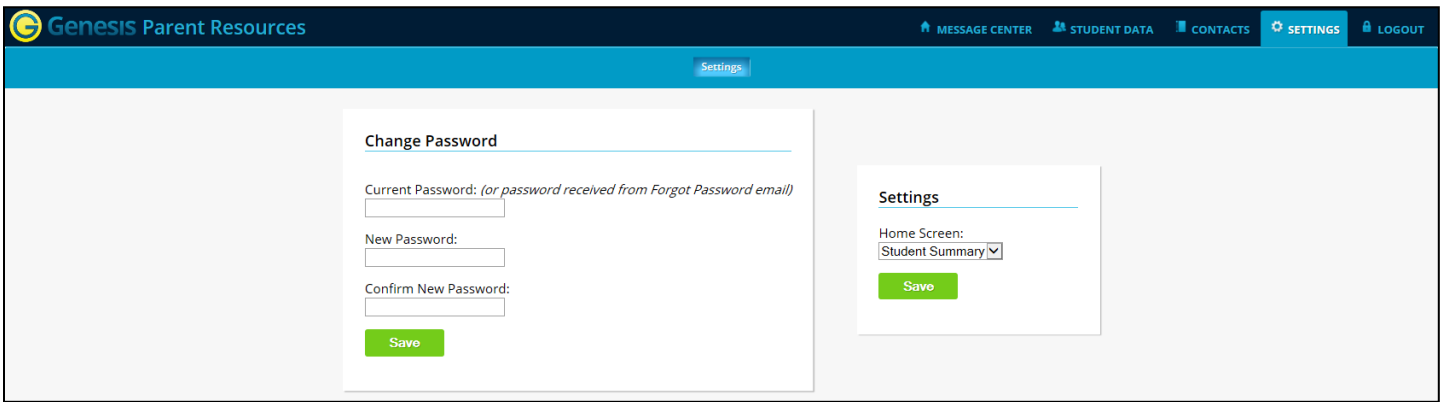 Genesis Parent Resources
MESSAGE CENTER STUDENT DATA CONTACTS SETTINGS LOGOUT
Settings
Change Password
Current Password: (or password received from Forgot Password email)
New Password:
Confirm New Password:
Save
Settings
Home Screen:
Student Summary
Save